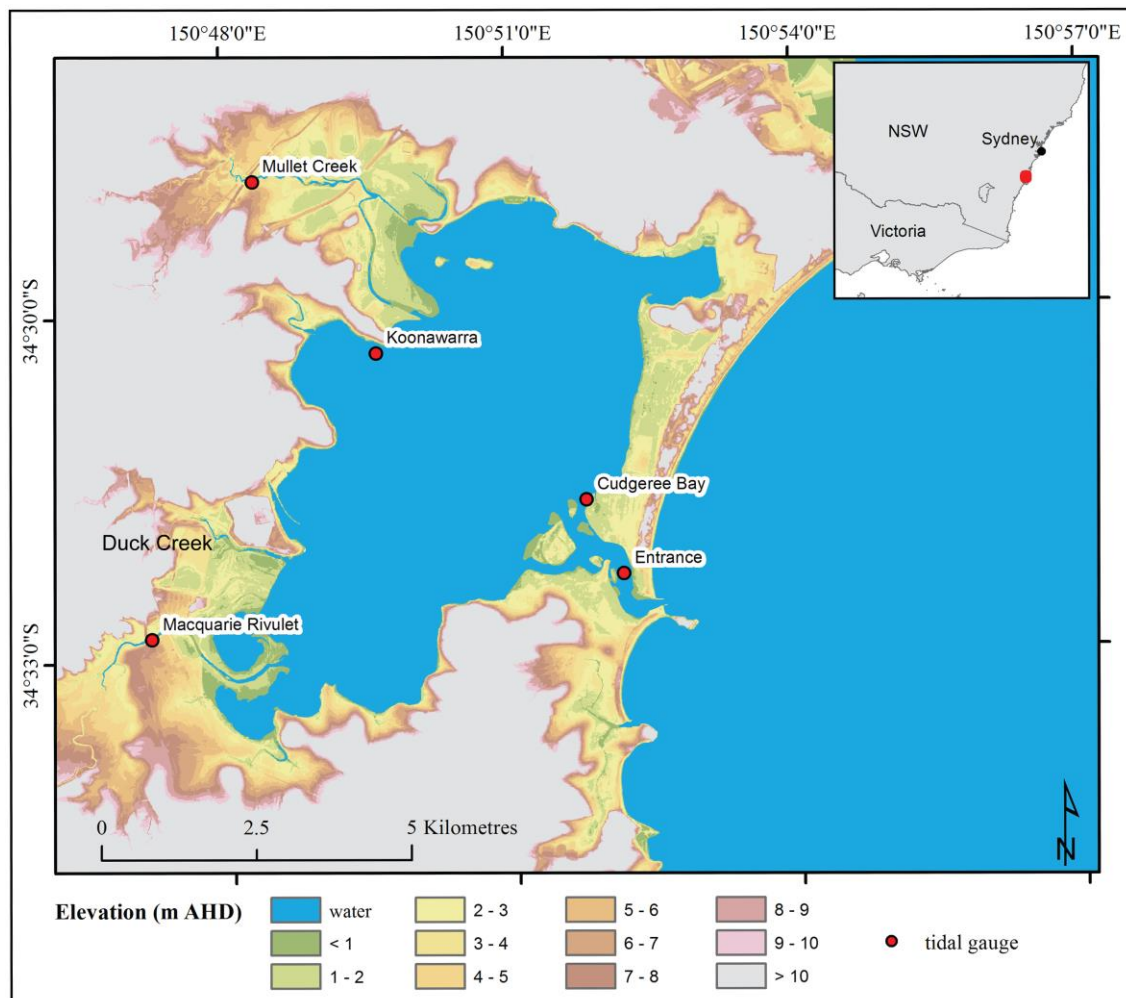 150°48'0"E 150°51'0"E 150°54'0"E 150°57'0"E
NSW
Sydney
Victoria
Mullet Creek
34°30'0"S
Koonawarra
Cudgeree Bay
Duck Creek
Entrance
Macquarie Rivulet
34°33'0"S
0 2.5 5 Kilometres
N
Elevation (m AHD)
water 2 - 3 5 - 6 8 - 9
< 1 3 - 4 6 - 7 9 - 10 tidal gauge
1 - 2 4 - 5 7 - 8 > 10